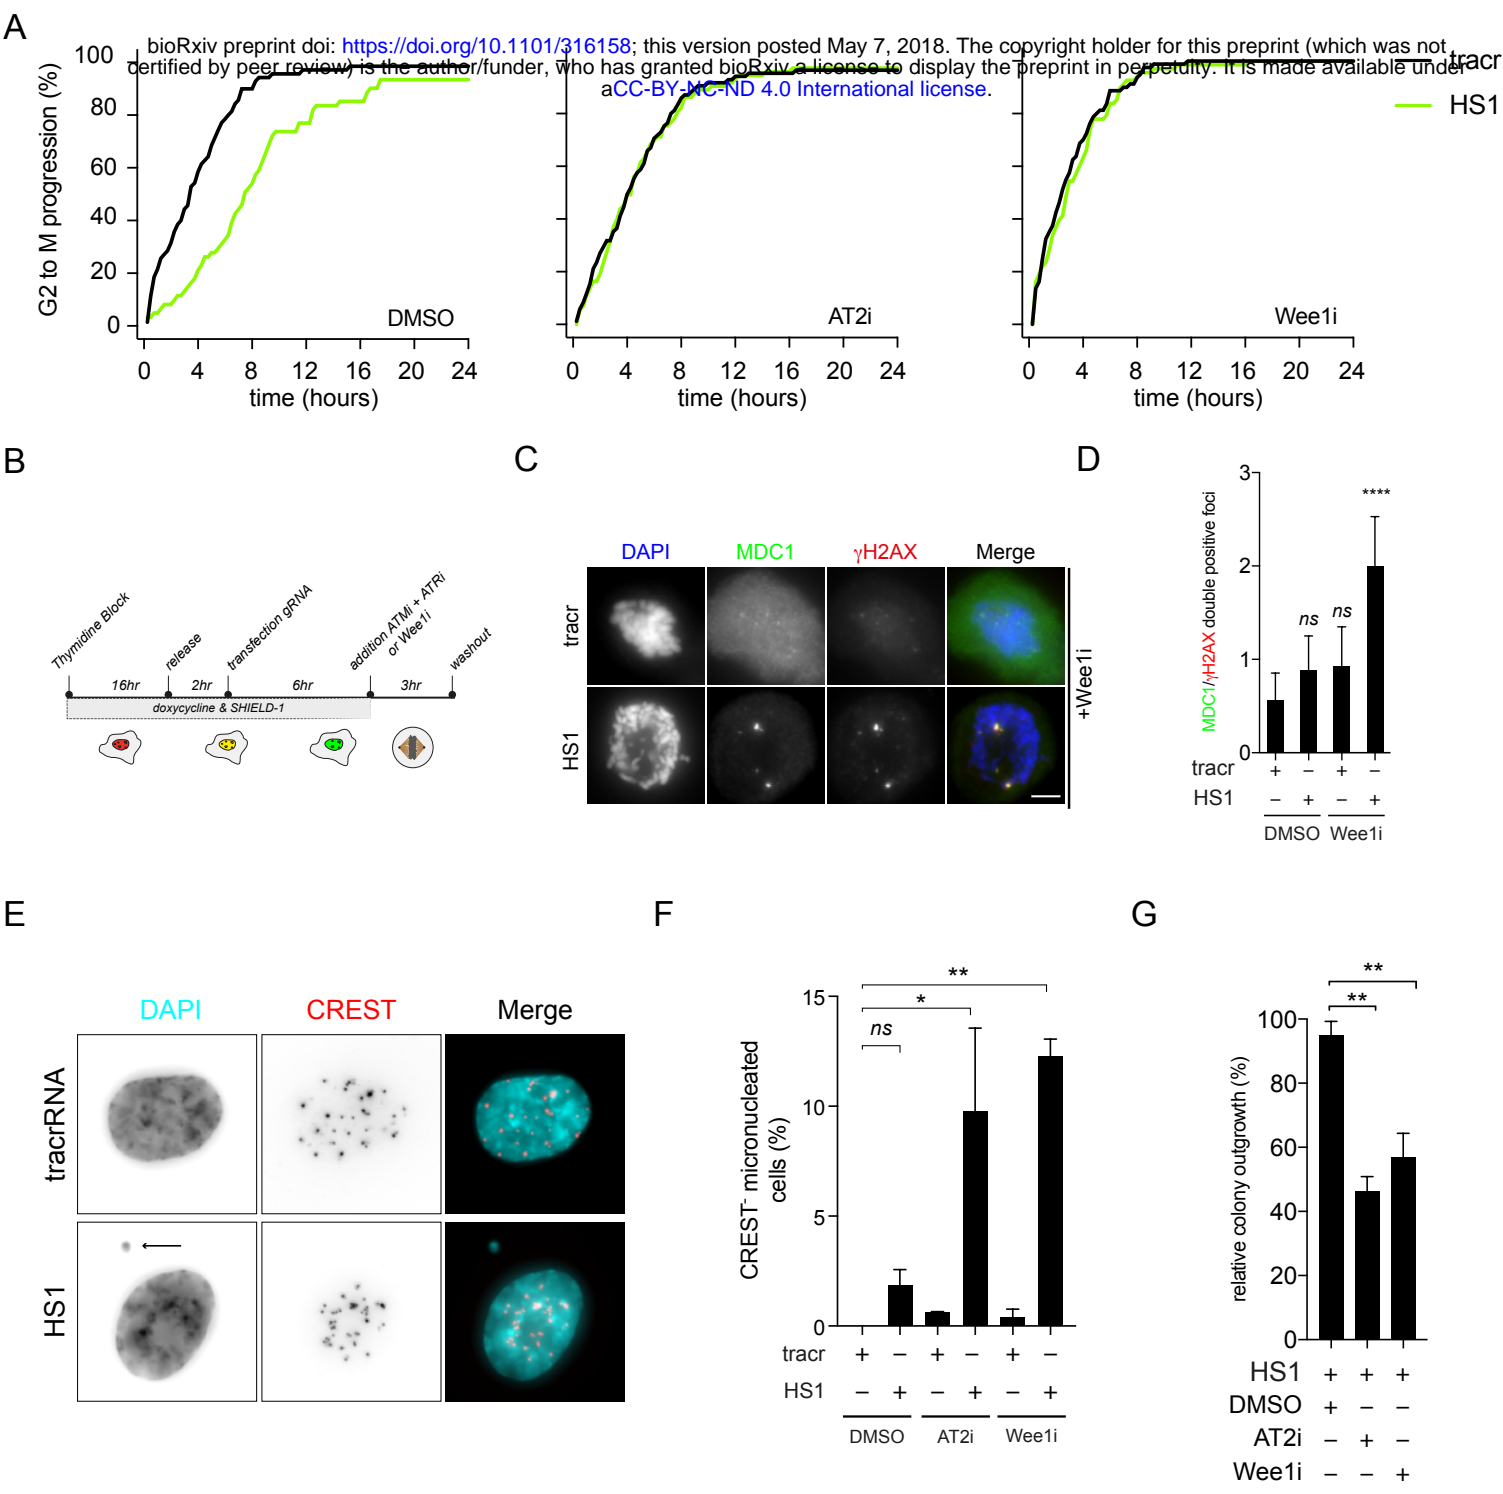 A
bioRxiv preprint doi: https://doi.org/10.1101/316158; this version posted May 7, 2018. The copyright holder for this preprint (which was not
certified by peer review) is the author/funder, who has granted bioRxiv a license to display the preprint in perpetuity. It is made available under
aCC-BY-NC-ND 4.0 International license.
G2 to M progression (%)
100
80
60
40
20
0
DMSO
AT2i
Wee1i
tracr
HS1
0 4 8 12 16 20 24
0 4 8 12 16 20 24
0 4 8 12 16 20 24
time (hours)
time (hours)
time (hours)
B
Thymidine Block
release
transfection gRNA
addition ATMi + ATRi
or Wee1i
washout
16hr 2hr 6hr 3hr
doxycycline & SHIELD-1
C
DAPI MDC1 γH2AX Merge
tracr
HS1
+Wee1i
D
MDC1/γH2AX double positive foci
3
2
1
0
ns
ns
****
tracr + – + –
HS1 – + – +
DMSO Wee1i
E
DAPI CREST Merge
tracrRNA
HS1
F
CREST- micronucleated
cells (%)
15
10
5
0
**
*
ns
tracr + – + – + –
HS1 – + – + – +
DMSO AT2i Wee1i
G
relative colony outgrowth (%)
100
80
60
40
20
0
**
**
HS1 + + +
DMSO + – –
AT2i – + –
Wee1i – – +